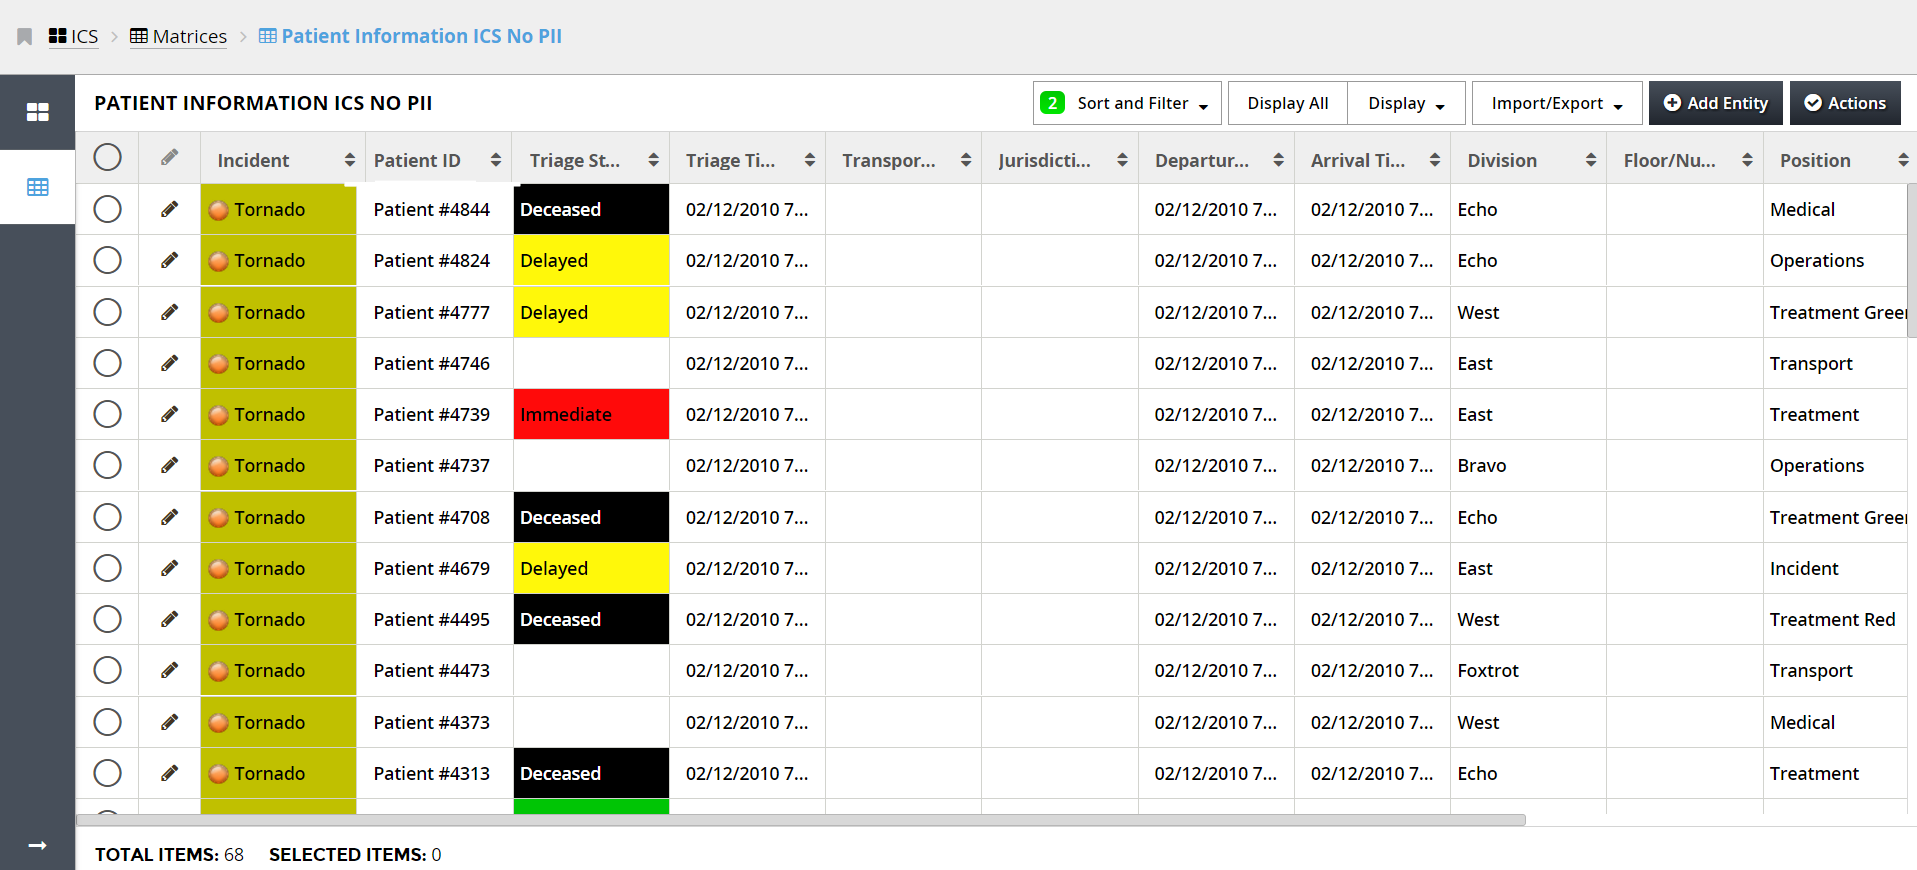 ICS > Matrices > Patient Information ICS No PII
PATIENT INFORMATION ICS NO PII
2 Sort and Filter Display All Display Import/Export Add Entity Actions
Incident Patient ID Triage St... Triage Ti... Transpor... Jurisdicti... Departur... Arrival Ti... Division Floor/Nu... Position
Tornado Patient #4844 Deceased 02/12/2010 7... 02/12/2010 7... 02/12/2010 7... Echo Medical
Tornado Patient #4824 Delayed 02/12/2010 7... 02/12/2010 7... 02/12/2010 7... Echo Operations
Tornado Patient #4777 Delayed 02/12/2010 7... 02/12/2010 7... 02/12/2010 7... West Treatment Green
Tornado Patient #4746 02/12/2010 7... 02/12/2010 7... 02/12/2010 7... East Transport
Tornado Patient #4739 Immediate 02/12/2010 7... 02/12/2010 7... 02/12/2010 7... East Treatment
Tornado Patient #4737 02/12/2010 7... 02/12/2010 7... 02/12/2010 7... Bravo Operations
Tornado Patient #4708 Deceased 02/12/2010 7... 02/12/2010 7... 02/12/2010 7... Echo Treatment Green
Tornado Patient #4679 Delayed 02/12/2010 7... 02/12/2010 7... 02/12/2010 7... East Incident
Tornado Patient #4495 Deceased 02/12/2010 7... 02/12/2010 7... 02/12/2010 7... West Treatment Red
Tornado Patient #4473 02/12/2010 7... 02/12/2010 7... 02/12/2010 7... Foxtrot Transport
Tornado Patient #4373 02/12/2010 7... 02/12/2010 7... 02/12/2010 7... West Medical
Tornado Patient #4313 Deceased 02/12/2010 7... 02/12/2010 7... 02/12/2010 7... Echo Treatment
TOTAL ITEMS: 68 SELECTED ITEMS: 0